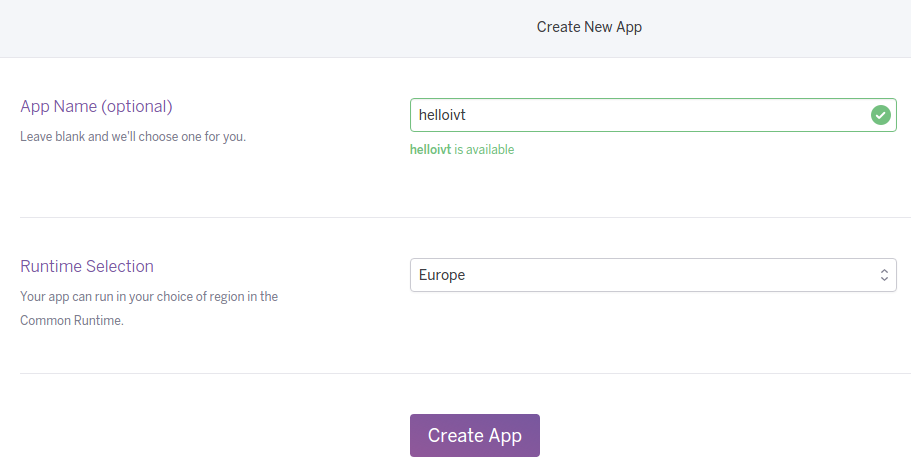 Create New App
App Name (optional)
Leave blank and we'll choose one for you.
helloivt
helloivt is available
Runtime Selection
Your app can run in your choice of region in the
Common Runtime.
Europe
Create App